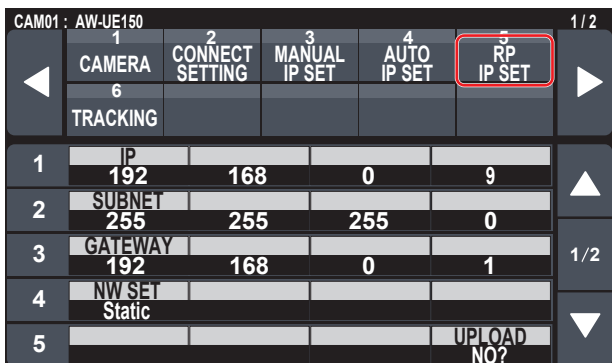 CAM01 : AW-UE150 1 / 2
1 2 3 4 5
CAMERA CONNECT SETTING MANUAL IP SET AUTO IP SET RP IP SET
6
TRACKING
1 IP
192 168 0 9
2 SUBNET
255 255 255 0
3 GATEWAY
192 168 0 1
1/2
4 NW SET
Static
5 UPLOAD
NO?